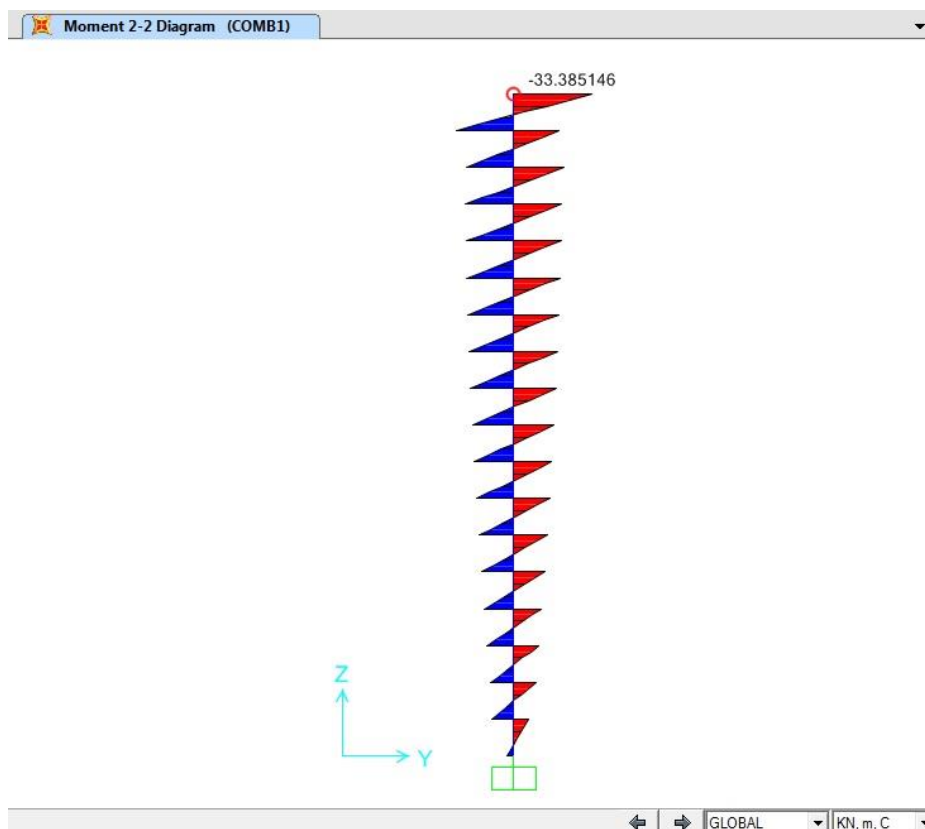 Moment 2-2 Diagram (COMB1)
-33.385146
Z
Y
GLOBAL
KN, m, C